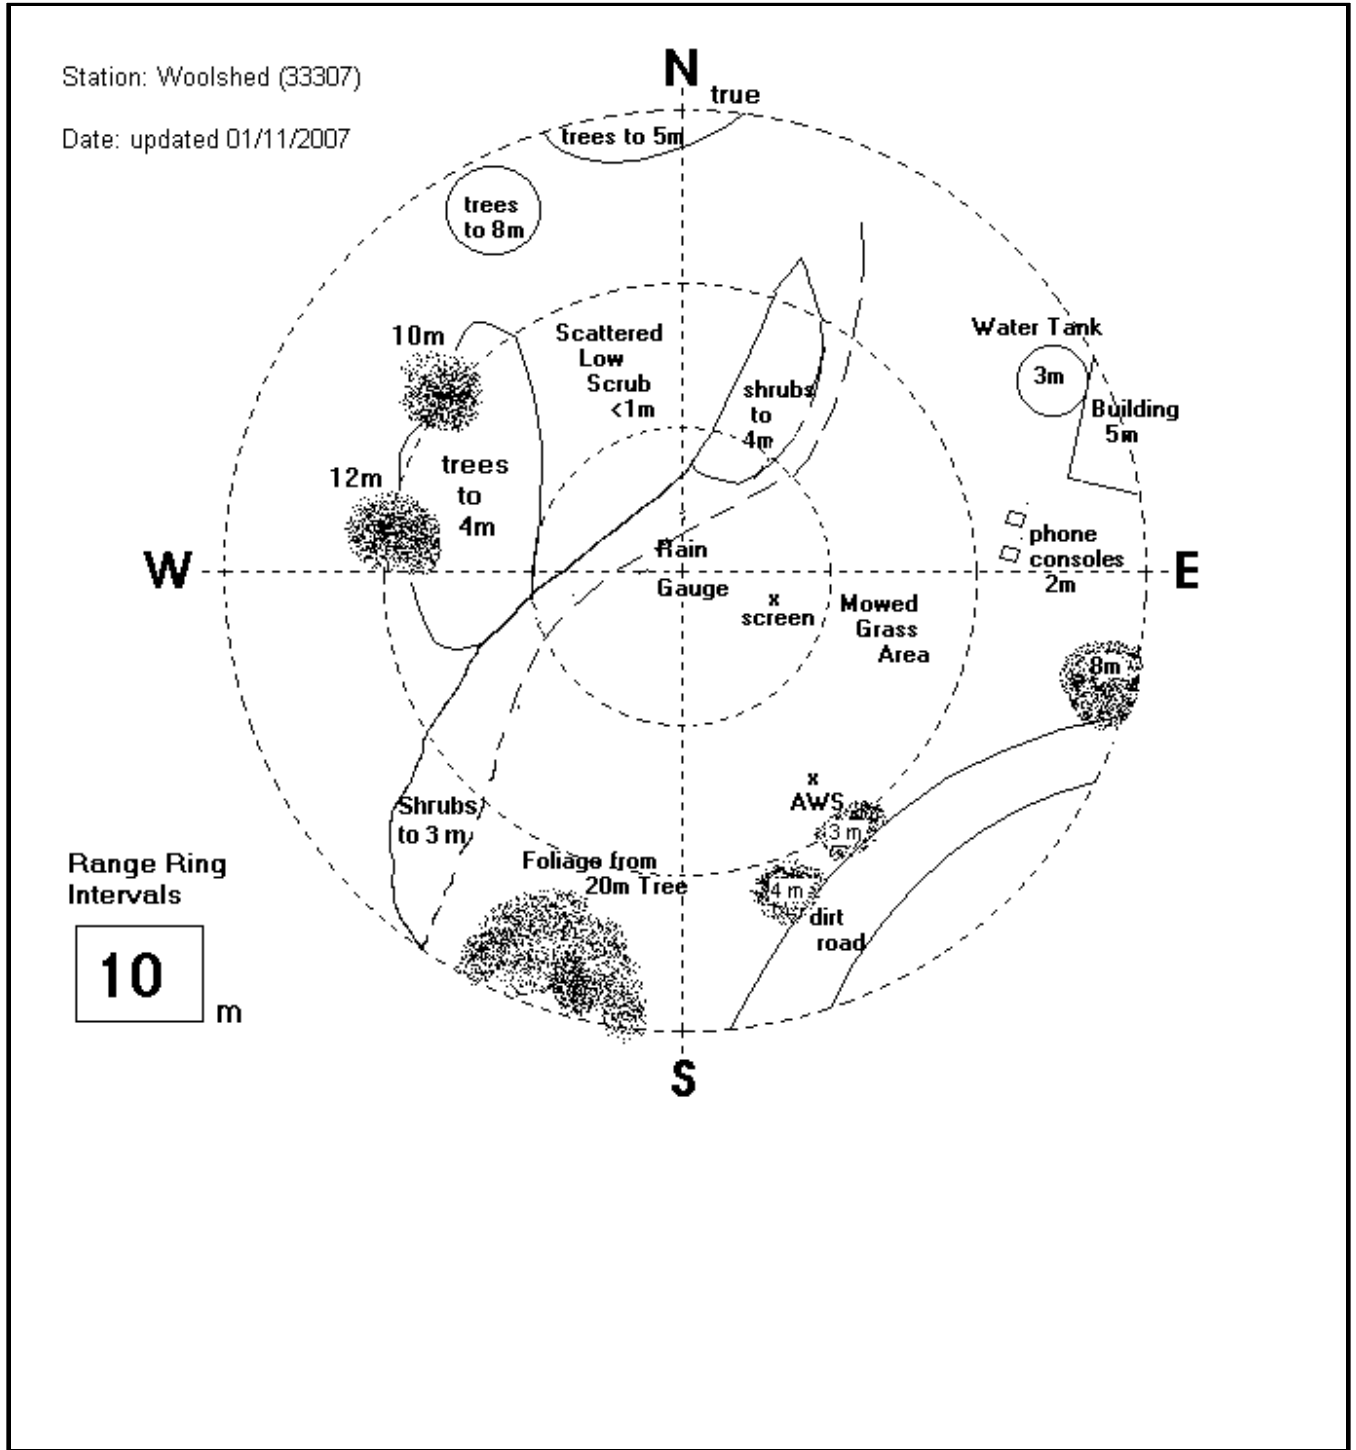 Station: Woolshed (33307)
Date: updated 01/11/2007
N
true
trees to 5m
trees
to 8m
10m
Scattered
Low
Scrub
<1m
Water Tank
3m
shrubs
to
4m
Building
5m
12m
trees
to
4m
phone
consoles
2m
W
Rain
Gauge
E
x
screen
Mowed
Grass
Area
8m
x
AWS
Shrubs
to 3 m
3 m
Range Ring
Intervals
10
m
Foliage from
20m Tree
4 m
dirt
road
S